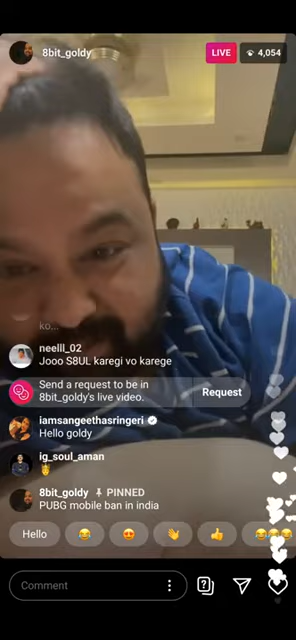 8bit_goldy
LIVE
4,054
ko...
neelll_02
Jooo S8UL karegi vo karege
Send a request to be in
8bit_goldy's live video.
Request
iamsangeethasringeri
Hello goldy
ig_soul_aman
8bit_goldy PINNED
PUBG mobile ban in india
Hello
Comment